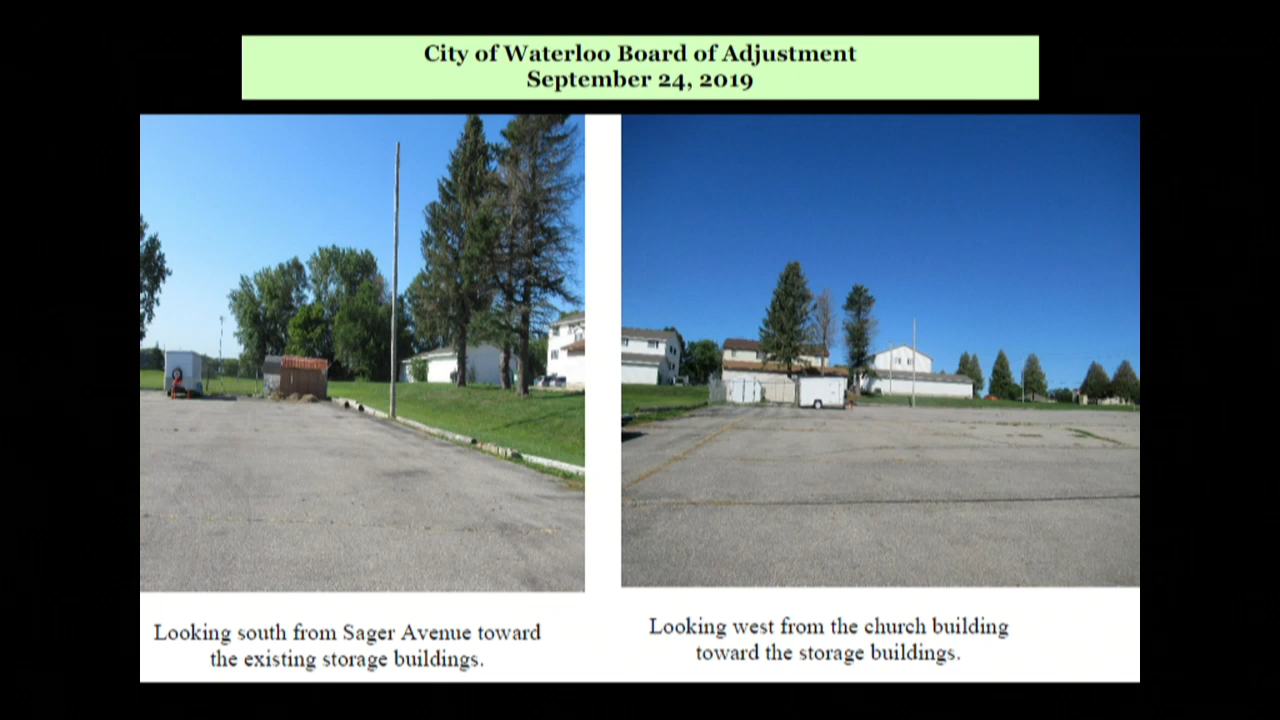 City of Waterloo Board of Adjustment
September 24, 2019
Looking south from Sager Avenue toward
the existing storage buildings.
Looking west from the church building
toward the storage buildings.